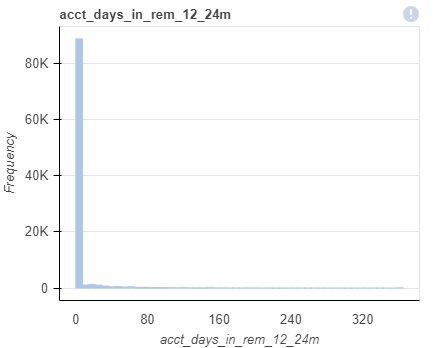 acct_days_in_rem_12_24m
!
Frequency
80K
60K
40K
20K
0
0 80 160 240 320
acct_days_in_rem_12_24m